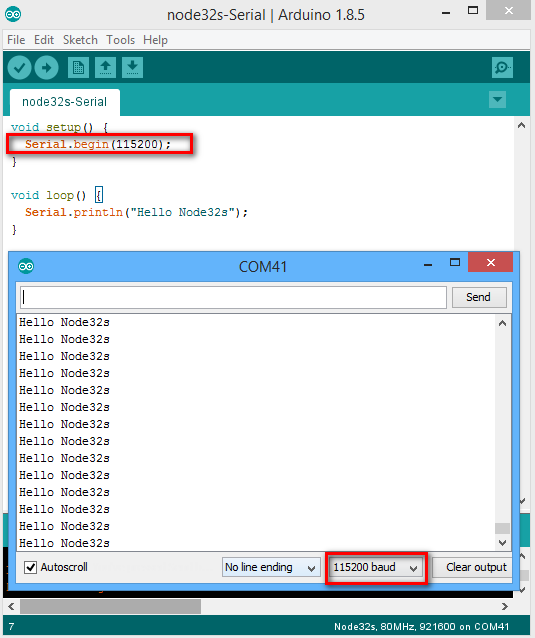 node32s-Serial | Arduino 1.8.5
File Edit Sketch Tools Help
node32s-Serial
void setup() {
Serial.begin(115200);
}
void loop() {
Serial.println("Hello Node32s");
}
COM41
Send
Hello Node32s
Hello Node32s
Hello Node32s
Hello Node32s
Hello Node32s
Hello Node32s
Hello Node32s
Hello Node32s
Hello Node32s
Hello Node32s
Hello Node32s
Hello Node32s
Hello Node32s
Hello Node32s
Autoscroll No line ending 115200 baud Clear output
7 Node32s, 80MHz, 921600 on COM41